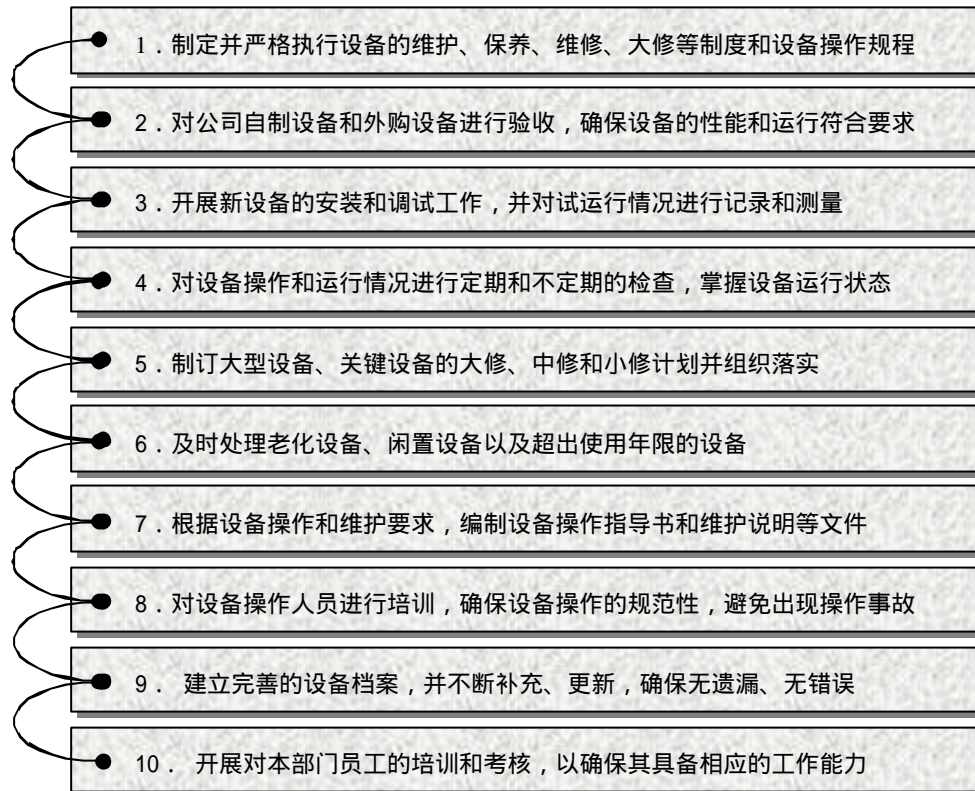 1．制定并严格执行设备的维护、保养、维修、大修等制度和设备操作规程
2．对公司自制设备和外购设备进行验收，确保设备的性能和运行符合要求
3．开展新设备的安装和调试工作，并对试运行情况进行记录和测量
4．对设备操作和运行情况进行定期和不定期的检查，掌握设备运行状态
5．制订大型设备、关键设备的大修、中修和小修计划并组织落实
6．及时处理老化设备、闲置设备以及超出使用年限的设备
7．根据设备操作和维护要求，编制设备操作指导书和维护说明等文件
8．对设备操作人员进行培训，确保设备操作的规范性，避免出现操作事故
9． 建立完善的设备档案，并不断补充、更新，确保无遗漏、无错误
10． 开展对本部门员工的培训和考核，以确保其具备相应的工作能力